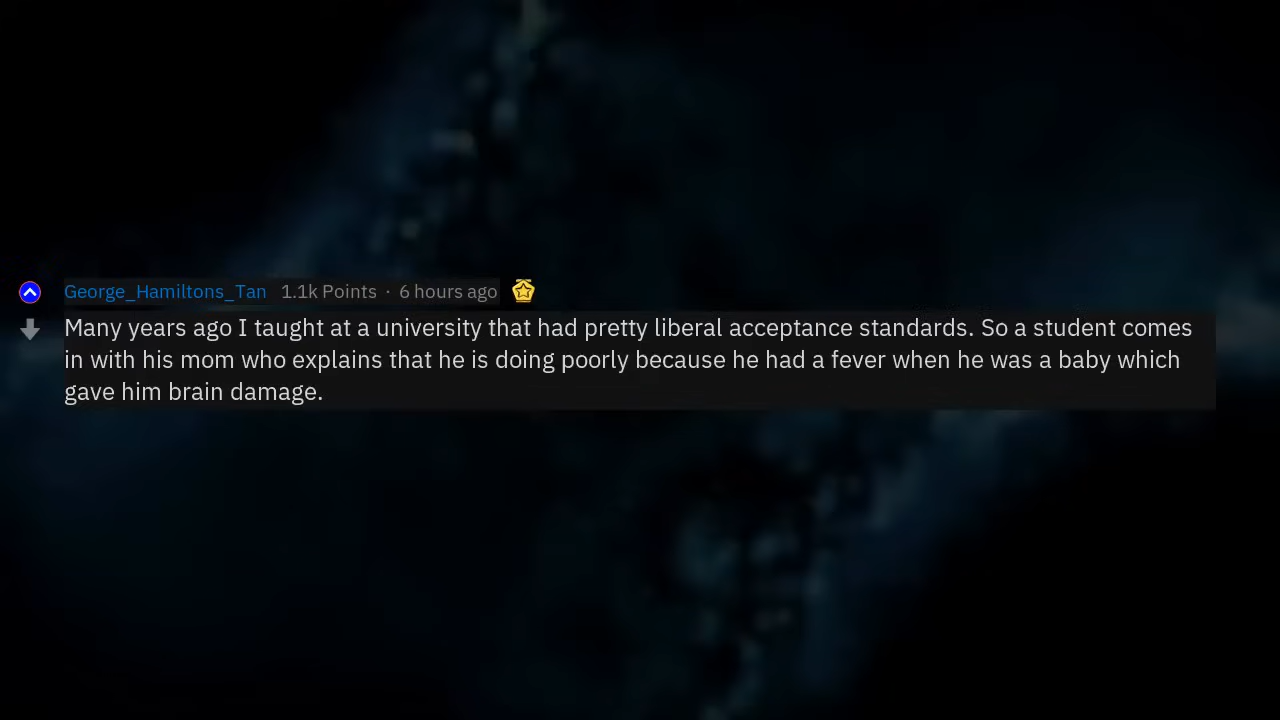 George_Hamiltons_Tan 1.1k Points · 6 hours ago
Many years ago I taught at a university that had pretty liberal acceptance standards. So a student comes
in with his mom who explains that he is doing poorly because he had a fever when he was a baby which
gave him brain damage.